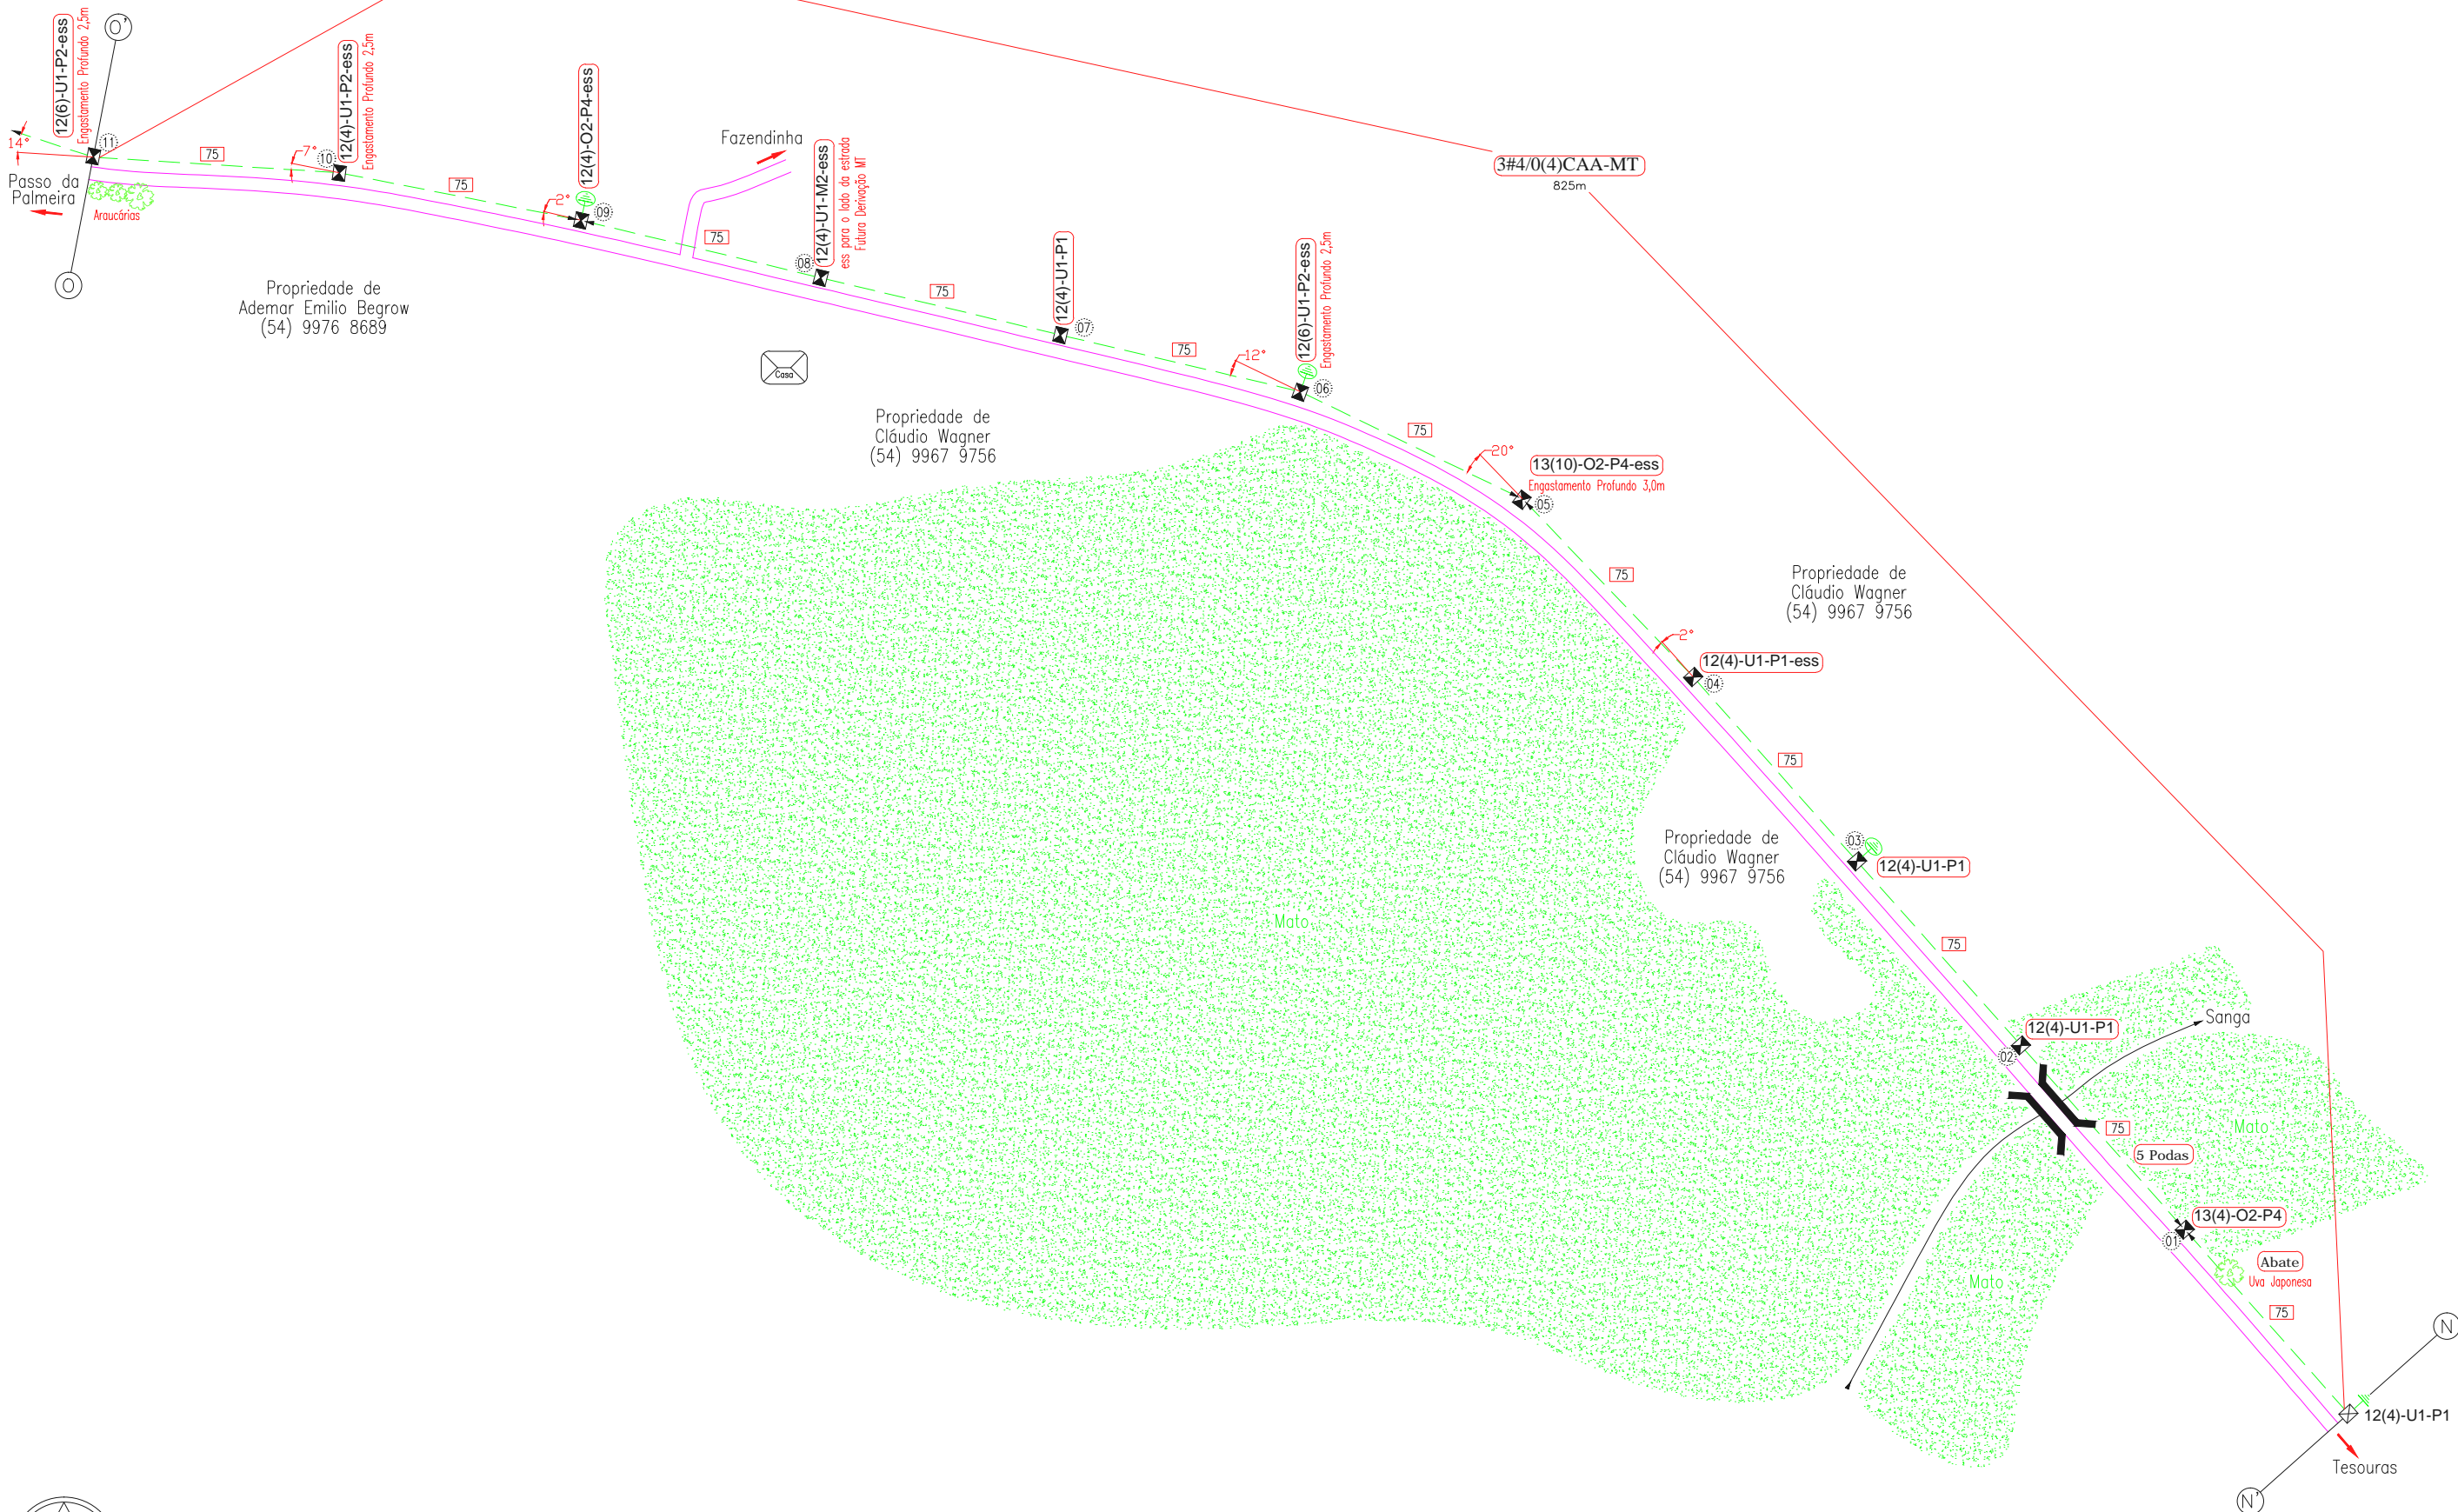 12(6)-U1-P2-ess
Engastamento Profundo 2,5m
O'
14°
11
75
Passo da
Palmeira
Araucárias
O
7°
10
12(4)-U1-P2-ess
Engastamento Profundo 2,5m
75
2°
12(4)-O2-P4-ess
09
Fazendinha
75
08
12(4)-U1-M2-ess
ess para o lado da estrada
Futura Derivação MT
75
12(4)-U1-P1
07
75
12°
12(6)-U1-P2-ess
Engastamento Profundo 2,5m
06
3#4/0(4)CAA-MT
825m
Propriedade de
Ademar Emilio Begrow
(54) 9976 8689
Casa
Propriedade de
Cláudio Wagner
(54) 9967 9756
75
20°
13(10)-O2-P4-ess
Engastamento Profundo 3,0m
05
75
Propriedade de
Cláudio Wagner
(54) 9967 9756
2°
12(4)-U1-P1-ess
04
75
Propriedade de
Cláudio Wagner
(54) 9967 9756
03
12(4)-U1-P1
Mato
75
Sanga
12(4)-U1-P1
02
75
Mato
5 Podas
13(4)-O2-P4
01
Abate
Uva Japonesa
Mato
75
N
12(4)-U1-P1
Tesouras
N'